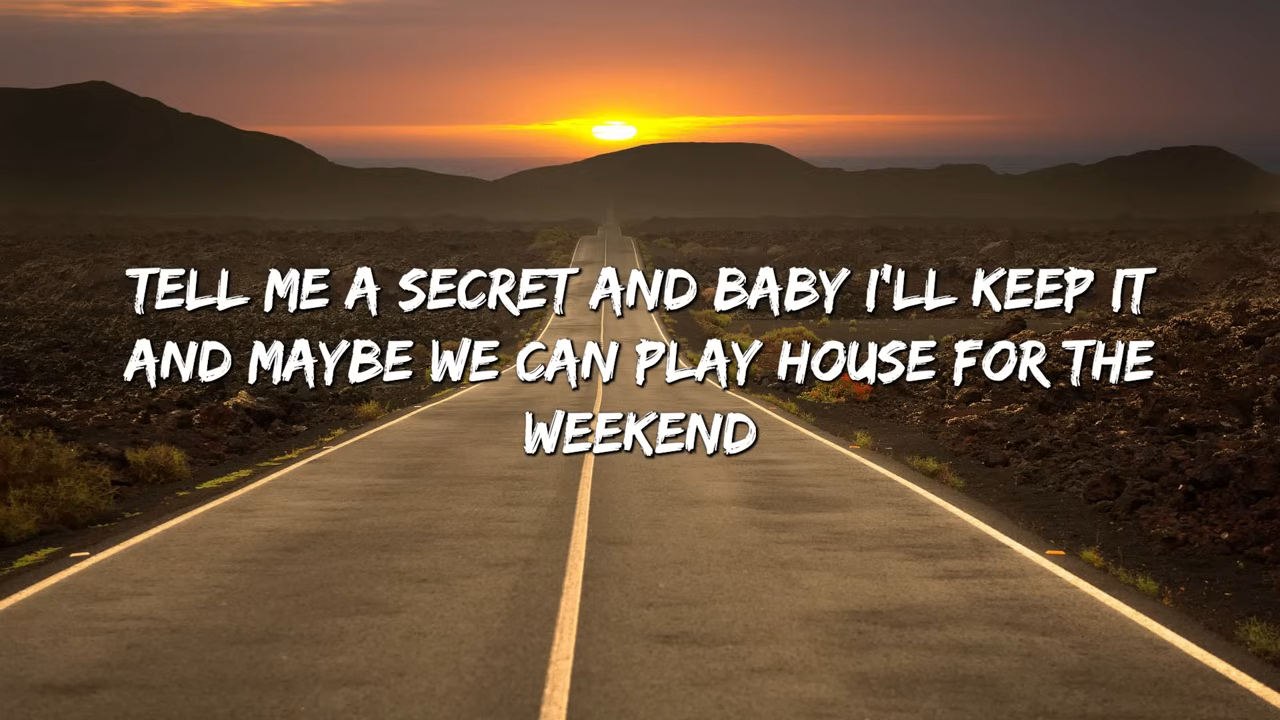 TELL ME A SECRET AND BABY I'LL KEEP IT
AND MAYBE WE CAN PLAY HOUSE FOR THE
WEEKEND